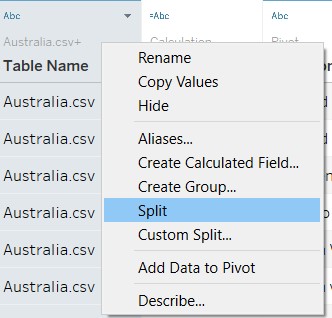 Abc
=Abc
Abc
Australia.csv+
Calculation
Pivot
Table Name
Australia.csv
Australia.csv
Australia.csv
Australia.csv
Australia.csv
Australia.csv
Rename
Copy Values
Hide
Aliases...
Create Calculated Field...
Create Group...
Split
Custom Split...
Add Data to Pivot
Describe...